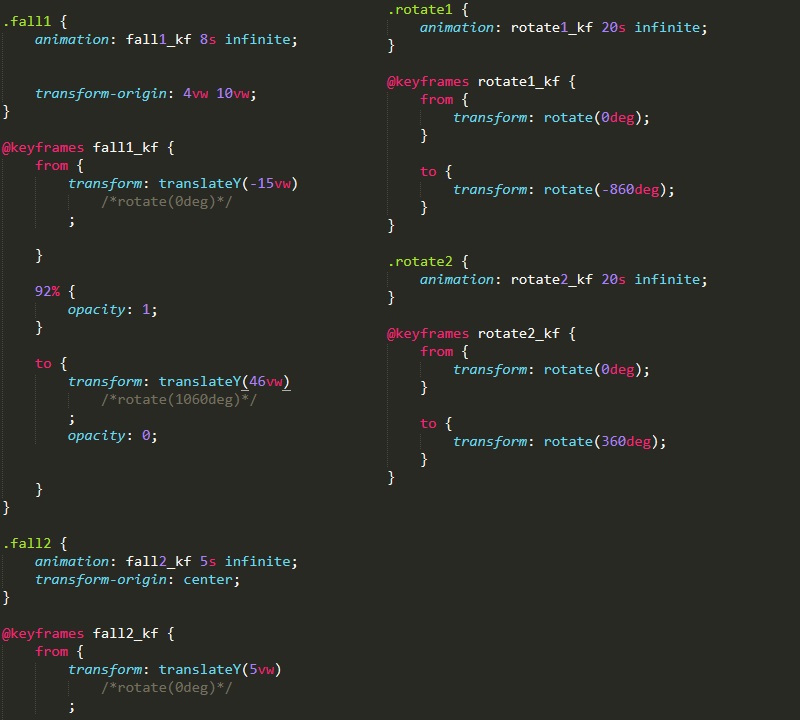 .fall1 {
    animation: fall1_kf 8s infinite;
    transform-origin: 4vw 10vw;
}
@keyframes fall1_kf {
    from {
        transform: translateY(-15vw)
            /*rotate(0deg)*/
        ;
    }
    92% {
        opacity: 1;
    }
    to {
        transform: translateY(46vw)
            /*rotate(1060deg)*/
        ;
        opacity: 0;
    }
}
.fall2 {
    animation: fall2_kf 5s infinite;
    transform-origin: center;
}
@keyframes fall2_kf {
    from {
        transform: translateY(5vw)
            /*rotate(0deg)*/
        ;
.rotate1 {
    animation: rotate1_kf 20s infinite;
}
@keyframes rotate1_kf {
    from {
        transform: rotate(0deg);
    }
    to {
        transform: rotate(-860deg);
    }
}
.rotate2 {
    animation: rotate2_kf 20s infinite;
}
@keyframes rotate2_kf {
    from {
        transform: rotate(0deg);
    }
    to {
        transform: rotate(360deg);
    }
}